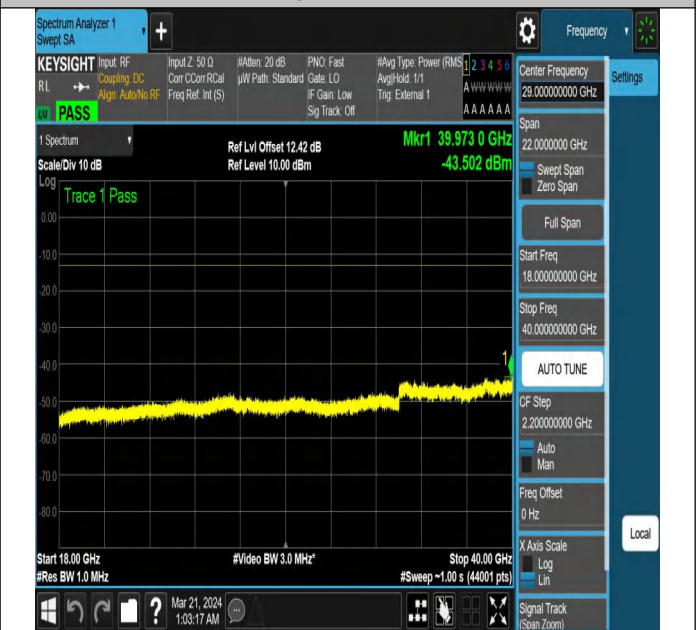 Spectrum Analyzer 1
Swept SA
+
Frequency
KEYSIGHT
RL
PASS
Input: RF
Coupling: DC
Align: Auto/No RF
Input Z: 50 Ω
Corr CCorr RCal
Freq Ref: Int (S)
#Atten: 20 dB
µW Path: Standard
PNO: Fast
Gate: LO
IF Gain: Low
Sig Track: Off
#Avg Type: Power (RMS
Avg|Hold: 1/1
Trig: External 1
1 2 3 4 5 6
A W W W W W
A A A A A A
1 Spectrum
Scale/Div 10 dB
Log
Ref Lvl Offset 12.42 dB
Ref Level 10.00 dBm
Mkr1 39.973 0 GHz
-43.502 dBm
Trace 1 Pass
0.00
-10.0
-20.0
-30.0
-40.0
-50.0
-60.0
-70.0
-80.0
1
Start 18.00 GHz
#Res BW 1.0 MHz
#Video BW 3.0 MHz*
Stop 40.00 GHz
#Sweep ~1.00 s (44001 pts)
?
Mar 21, 2024
1:03:17 AM
Center Frequency
29.000000000 GHz
Settings
Span
22.0000000 GHz
Swept Span
Zero Span
Full Span
Start Freq
18.000000000 GHz
Stop Freq
40.000000000 GHz
AUTO TUNE
CF Step
2.200000000 GHz
Auto
Man
Freq Offset
0 Hz
Local
X Axis Scale
Log
Lin
Signal Track
(Span Zoom)